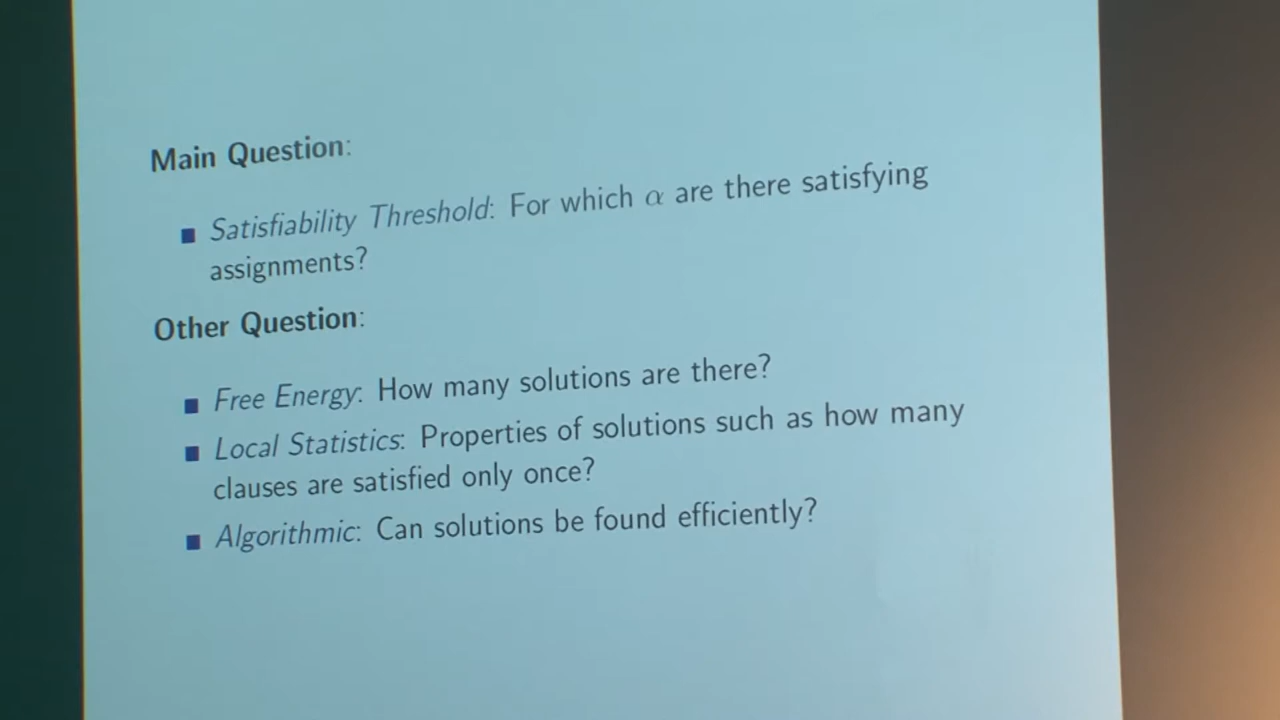 Main Question:
Satisfiability Threshold: For which α are there satisfying
assignments?
Other Question:
Free Energy: How many solutions are there?
Local Statistics: Properties of solutions such as how many
clauses are satisfied only once?
Algorithmic: Can solutions be found efficiently?